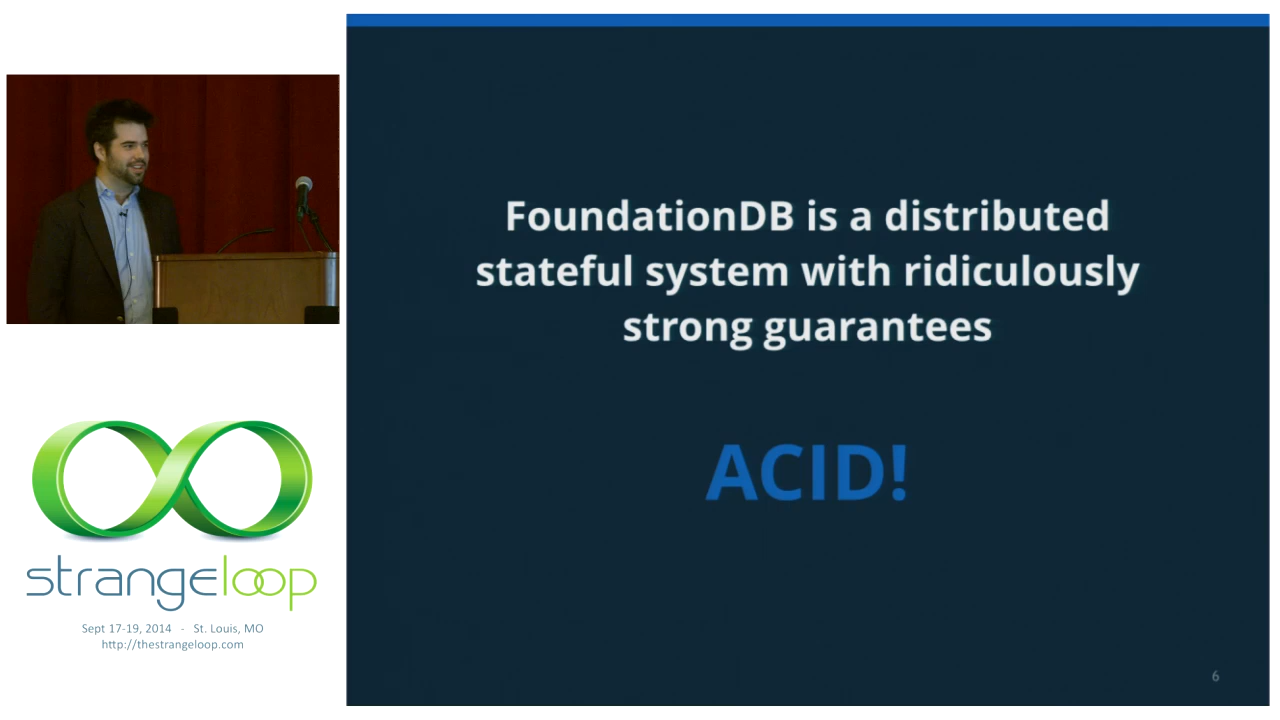 FoundationDB is a distributed
stateful system with ridiculously
strong guarantees
ACID!
6
strangeloop
Sept 17-19, 2014 - St. Louis, MO
http://thestrangeloop.com